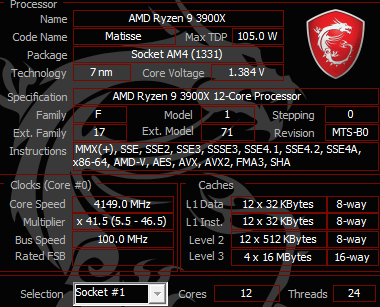 Processor
Name AMD Ryzen 9 3900X
Code Name Matisse Max TDP 105.0 W
Package Socket AM4 (1331)
Technology 7 nm Core Voltage 1.384 V
Specification AMD Ryzen 9 3900X 12-Core Processor
Family F Model 1 Stepping 0
Ext. Family 17 Ext. Model 71 Revision MTS-B0
Instructions MMX(+), SSE, SSE2, SSE3, SSSE3, SSE4.1, SSE4.2, SSE4A,
x86-64, AMD-V, AES, AVX, AVX2, FMA3, SHA
Clocks (Core #0) Caches
Core Speed 4149.0 MHz L1 Data 12 x 32 KBytes 8-way
Multiplier x 41.5 (5.5 - 46.5) L1 Inst. 12 x 32 KBytes 8-way
Bus Speed 100.0 MHz Level 2 12 x 512 KBytes 8-way
Rated FSB Level 3 4 x 16 MBytes 16-way
Selection Socket #1 Cores 12 Threads 24